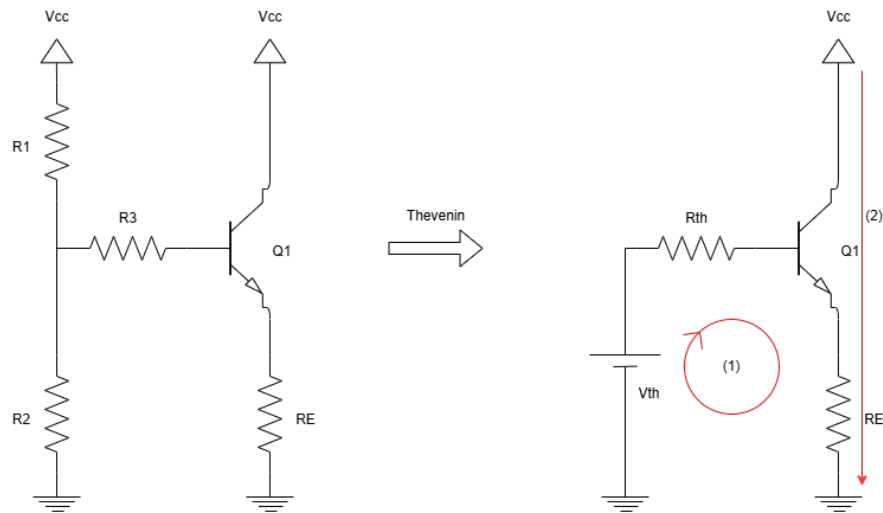 Vcc
Vcc
R1
R3
Q1
R2
RE
Thevenin
Vcc
Rth
(2)
Q1
(1)
Vth
RE